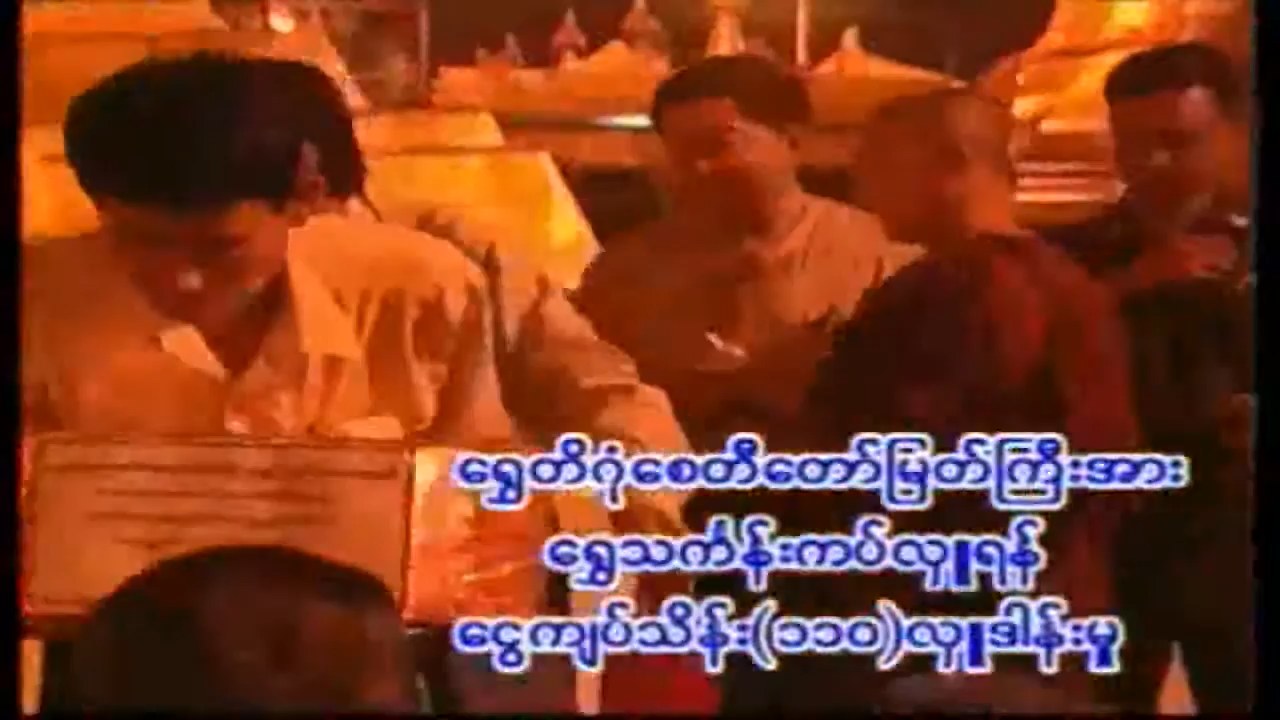 ရွှေတိဂုံစေတီတော်မြတ်ကြီးအား
ရွှေသင်္ကန်းကပ်လှူရန်
ငွေကျပ်သိန်း(၁၁၀)လှူဒါန်းမှု